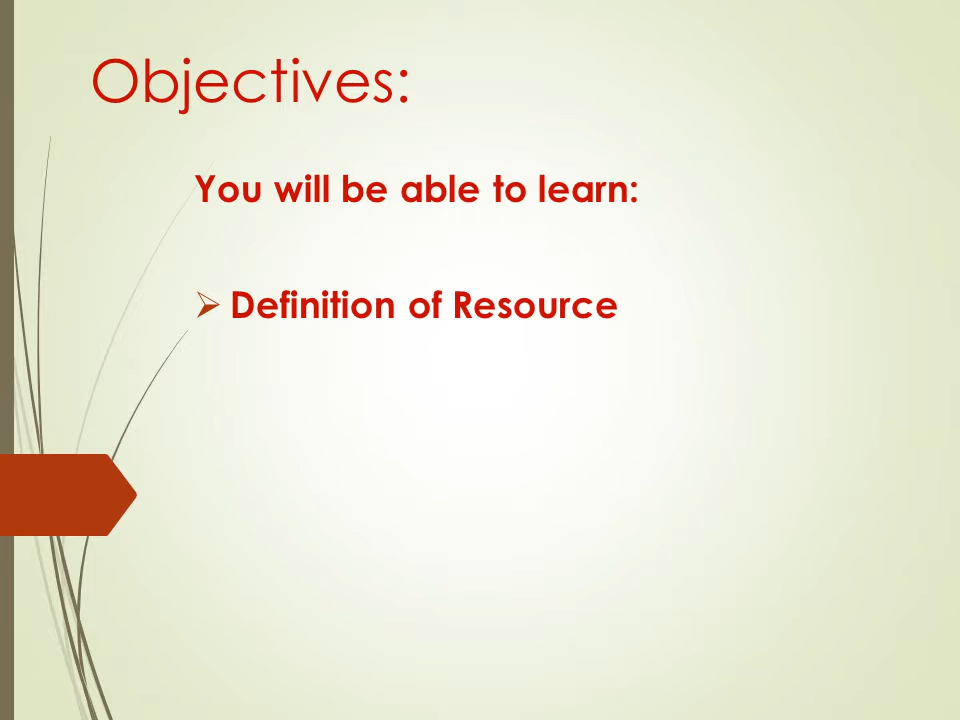 Objectives:
You will be able to learn:
➢ Definition of Resource